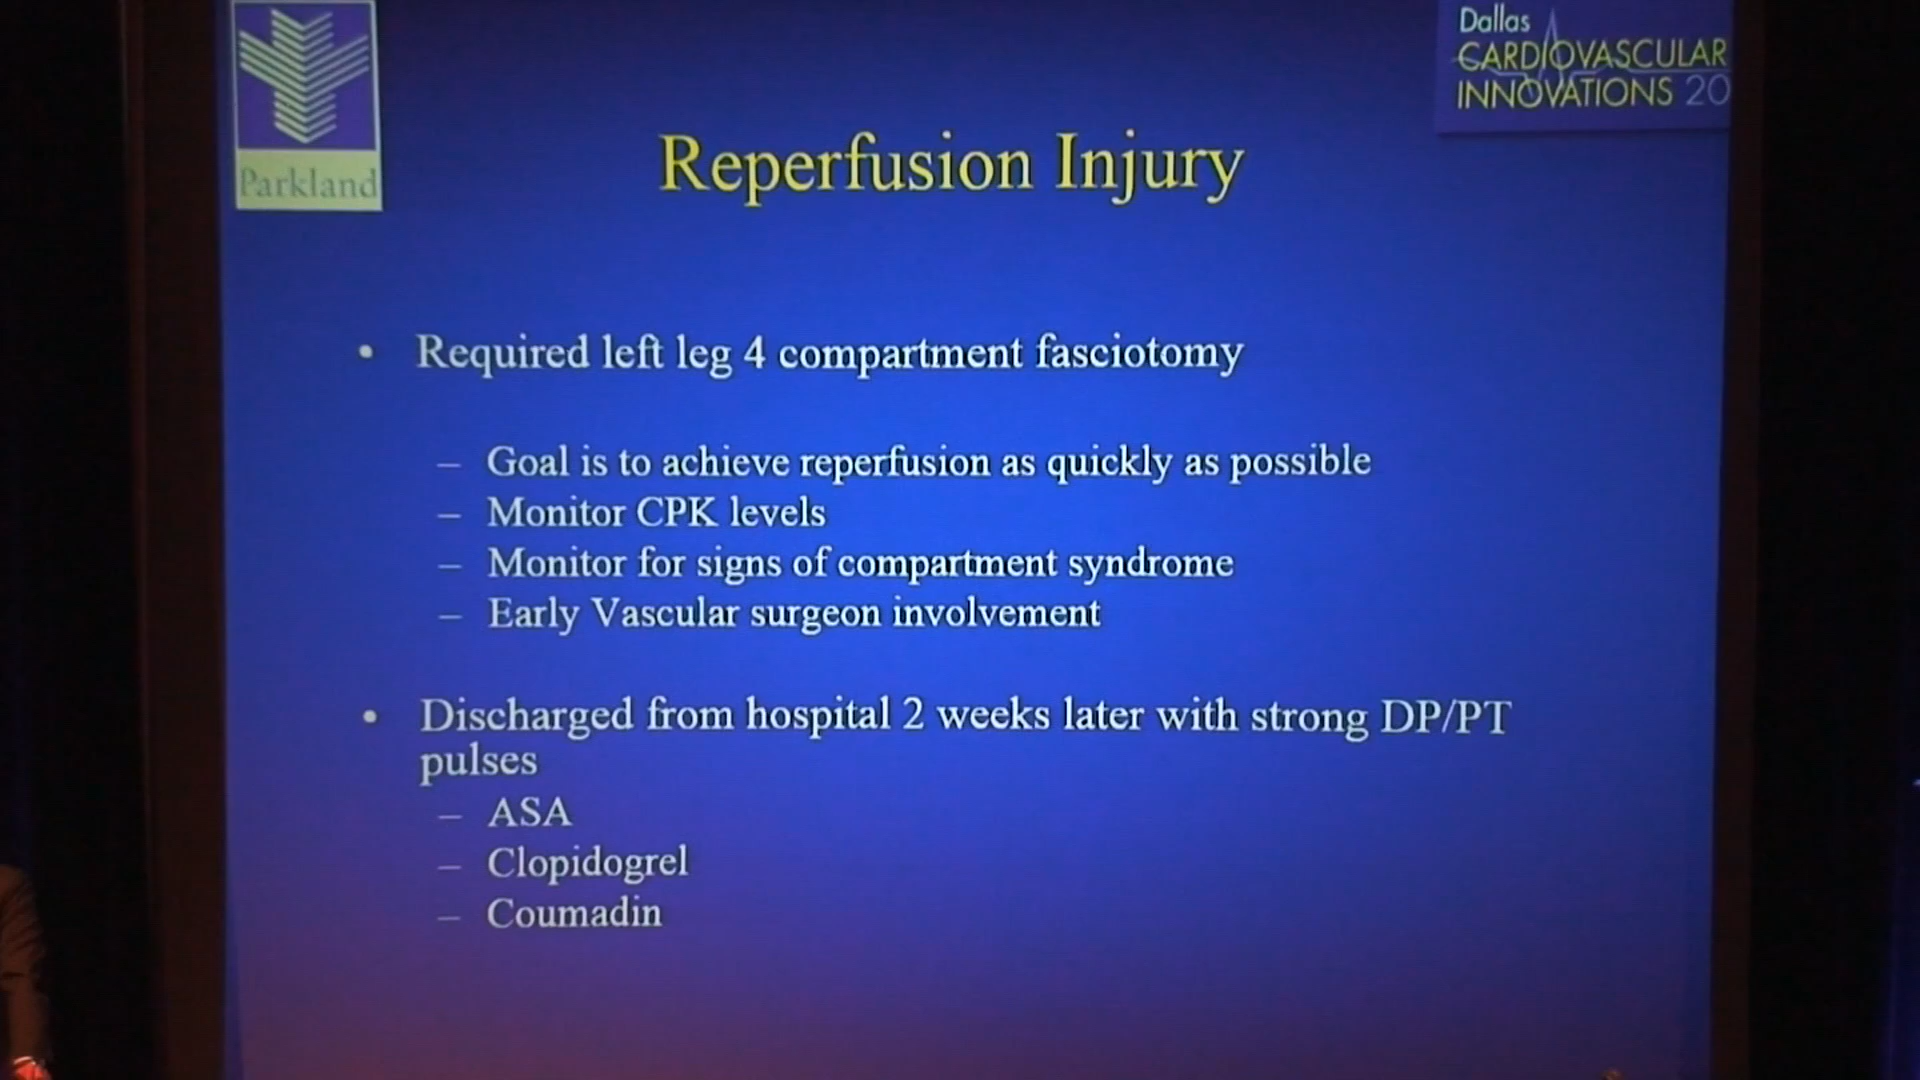 Parkland
Dallas
CARDIOVASCULAR
INNOVATIONS 20
Reperfusion Injury
• Required left leg 4 compartment fasciotomy
– Goal is to achieve reperfusion as quickly as possible
– Monitor CPK levels
– Monitor for signs of compartment syndrome
– Early Vascular surgeon involvement
• Discharged from hospital 2 weeks later with strong DP/PT
pulses
– ASA
– Clopidogrel
– Coumadin